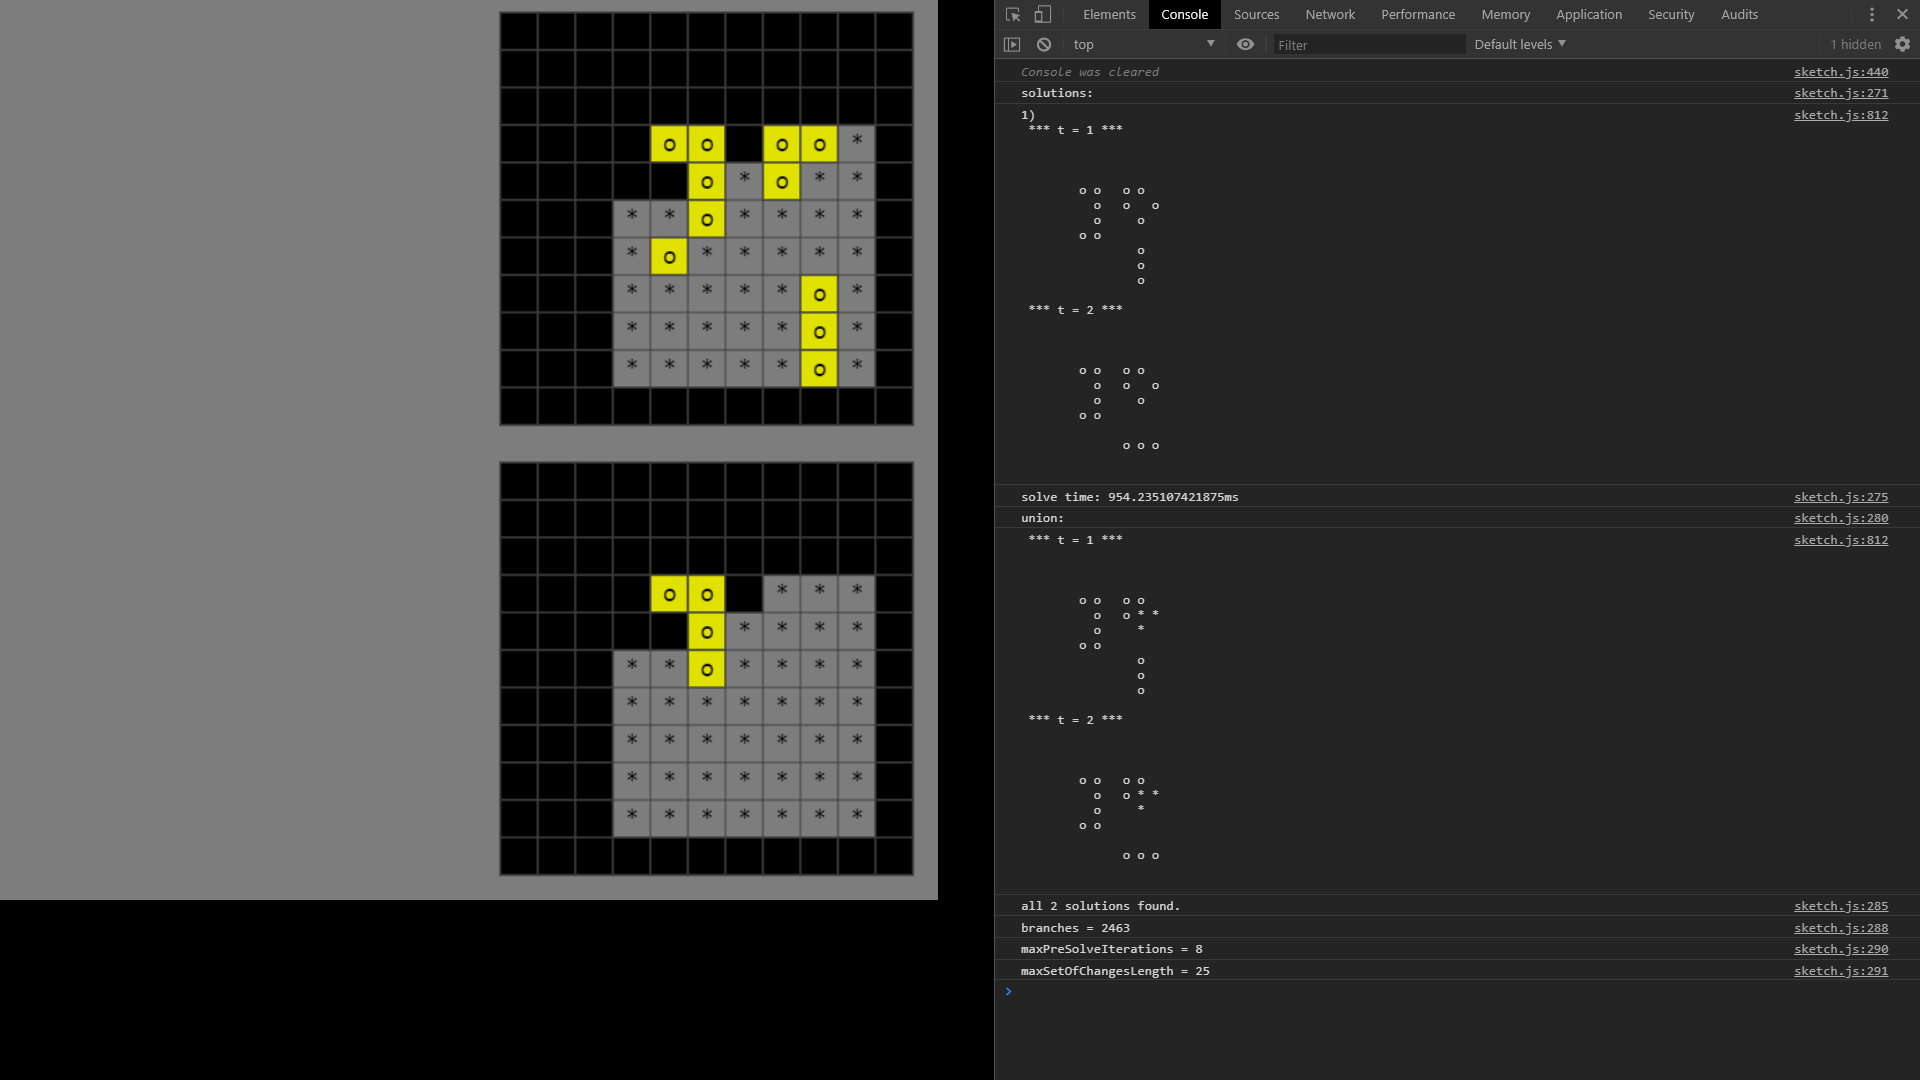 o o o o *
o * o * *
* * o * * * *
* o * * * * *
* * * * * o *
* * * * * o *
* * * * * o *
o o * * *
o * * * *
* * o * * * *
* * * * * * *
* * * * * * *
* * * * * * *
* * * * * * *
Elements Console Sources Network Performance Memory Application Security Audits
top Filter Default levels 1 hidden
Console was cleared sketch.js:440
solutions: sketch.js:271
1) sketch.js:812
*** t = 1 ***
o o o o
o o o
o o
o o
o
o
o
*** t = 2 ***
o o o o
o o o
o o
o o
o o o
solve time: 954.235107421875ms sketch.js:275
union: sketch.js:280
*** t = 1 *** sketch.js:812
o o o o
o o * *
o *
o o
o
o
o
*** t = 2 ***
o o o o
o o * *
o *
o o
o o o
all 2 solutions found. sketch.js:285
branches = 2463 sketch.js:288
maxPreSolveIterations = 8 sketch.js:290
maxSetOfChangesLength = 25 sketch.js:291
>